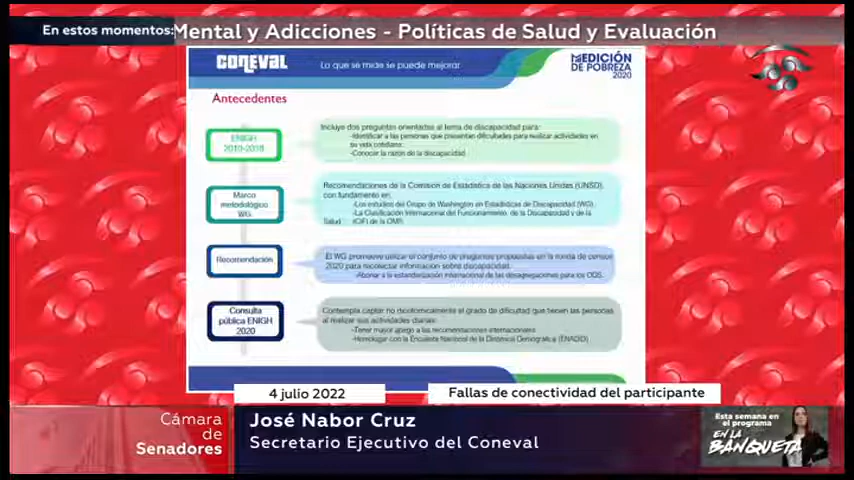 En estos momentos: Mental y Adicciones - Políticas de Salud y Evaluación
CONEVAL
Lo que se mide se puede mejorar
MEDICIÓN
DE POBREZA
2020
Antecedentes
ENIGH
2010-2018
Incluye dos preguntas orientadas al tema de discapacidad para:
-Identificar a las personas que presentan dificultades para realizar actividades en
su vida cotidiana.
-Conocer la razón de la discapacidad.
Marco
metodológico
WG
Recomendaciones de la Comisión de Estadística de las Naciones Unidas (UNSD),
con fundamento en:
-Los estudios del Grupo de Washington en Estadísticas de Discapacidad (WG).
-La Clasificación Internacional del Funcionamiento, de la Discapacidad y de la
Salud (CIF) de la OMS.
Recomendación
El WG promueve utilizar el conjunto de preguntas propuestas en la ronda de censos
2020 para recolectar información sobre discapacidad.
-Abonar a la estandarización internacional de las desagregaciones para los ODS.
Consulta
pública ENIGH
2020
Contempla captar no dicotómicamente el grado de dificultad que tienen las personas
al realizar sus actividades diarias:
-Tener mayor apego a las recomendaciones internacionales
-Homologar con la Encuesta Nacional de la Dinámica Demográfica (ENADID)
4 julio 2022
Fallas de conectividad del participante
Cámara
de
Senadores
José Nabor Cruz
Secretario Ejecutivo del Coneval
Esta semana en
el programa
EN LA
BANQUETA